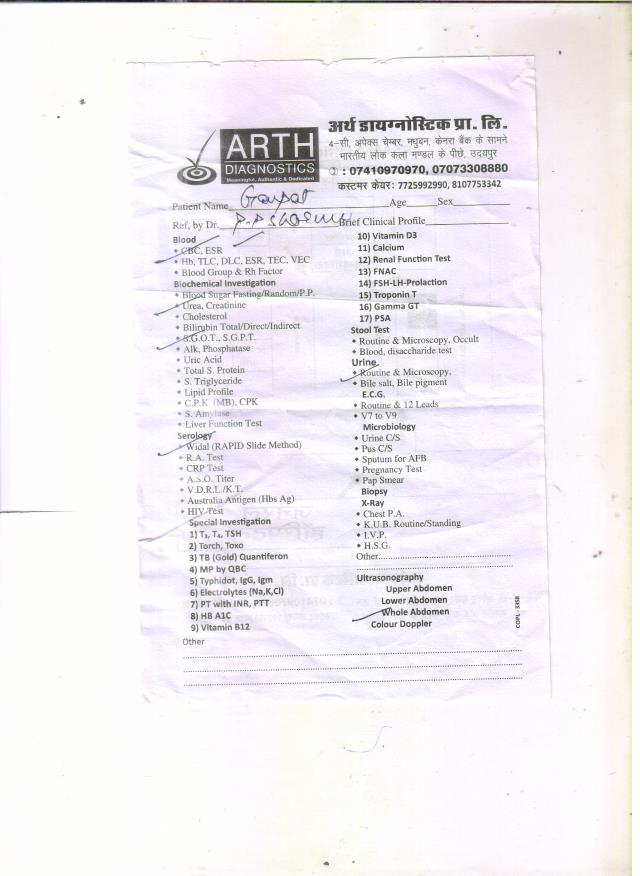 ARTH
DIAGNOSTICS
Meaningful, Authentic & Dedicated
अर्थ डायग्नोस्टिक प्रा. लि.
4-सी, अपेक्स चेम्बर, मधुबन, केनरा बैंक के सामने
भारतीय लोक कला मण्डल के पीछे, उदयपुर
: 07410970970, 07073308880
कस्टमर केयर: 7725992990, 8107753342
Patient Name Age Sex
Ref, by Dr. P.P Sharma Brief Clinical Profile
Blood
CBC, ESR
Hb, TLC, DLC, ESR, TEC, VEC
Blood Group & Rh Factor
Biochemical Investigation
Blood Sugar Fasting/Random/P.P.
Urea, Creatinine
Cholesterol
Bilirubin Total/Direct/Indirect
S.G.O.T., S.G.P.T.
Alk, Phosphatase
Uric Acid
Total S. Protein
S. Triglyceride
Lipid Profile
C.P.K. (MB), CPK
S. Amylase
Liver Function Test
Serology
Widal (RAPID Slide Method)
R.A. Test
CRP Test
A.S.O. Titer
V.D.R.L./K.T.
Australia Antigen (Hbs Ag)
HIV Test
Special Investigation
1) T3, T4, TSH
2) Torch, Toxo
3) TB (Gold) Quantiferon
4) MP by QBC
5) Typhidot, IgG, Igm
6) Electrolytes (Na,K,Cl)
7) PT with INR, PTT
8) HB A1C
9) Vitamin B12
10) Vitamin D3
11) Calcium
12) Renal Function Test
13) FNAC
14) FSH-LH-Prolaction
15) Troponin T
16) Gamma GT
17) PSA
Stool Test
Routine & Microscopy, Occult
Blood, disaccharide test
Urine.
Routine & Microscopy,
Bile salt, Bile pigment
E.C.G.
Routine & 12 Leads
V7 to V9
Microbiology
Urine C/S
Pus C/S
Sputum for AFB
Pregnancy Test
Pap Smear
Biopsy
X-Ray
Chest P.A.
K.U.B. Routine/Standing
I.V.P.
H.S.G.
Other
Ultrasonography
Upper Abdomen
Lower Abdomen
Whole Abdomen
Colour Doppler
COPL- 3358
Other